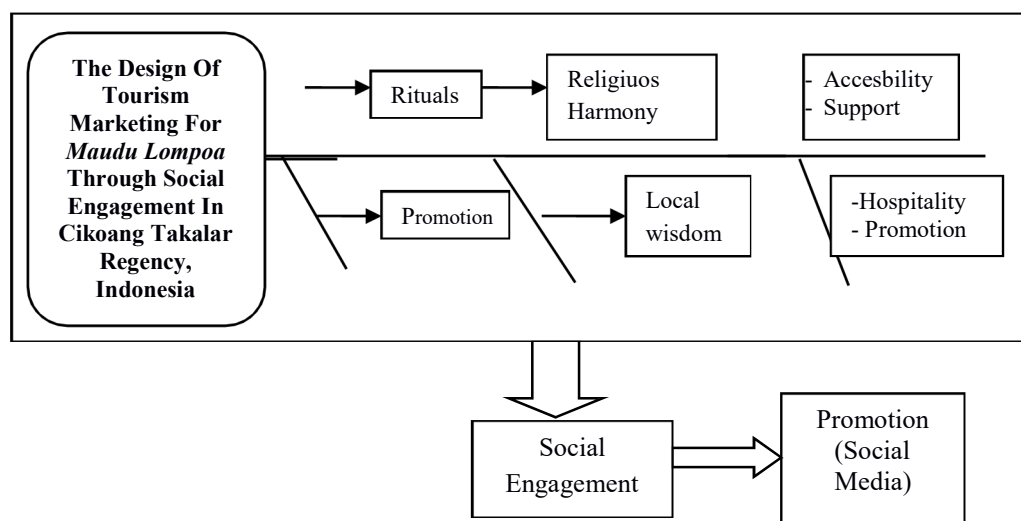 The Design Of
Tourism
Marketing For
Maudu Lompoa
Through Social
Engagement In
Cikoang Takalar
Regency,
Indonesia
Rituals
Religiuos
Harmony
- Accesbility
- Support
Promotion
Local
wisdom
-Hospitality
- Promotion
Social
Engagement
Promotion
(Social
Media)